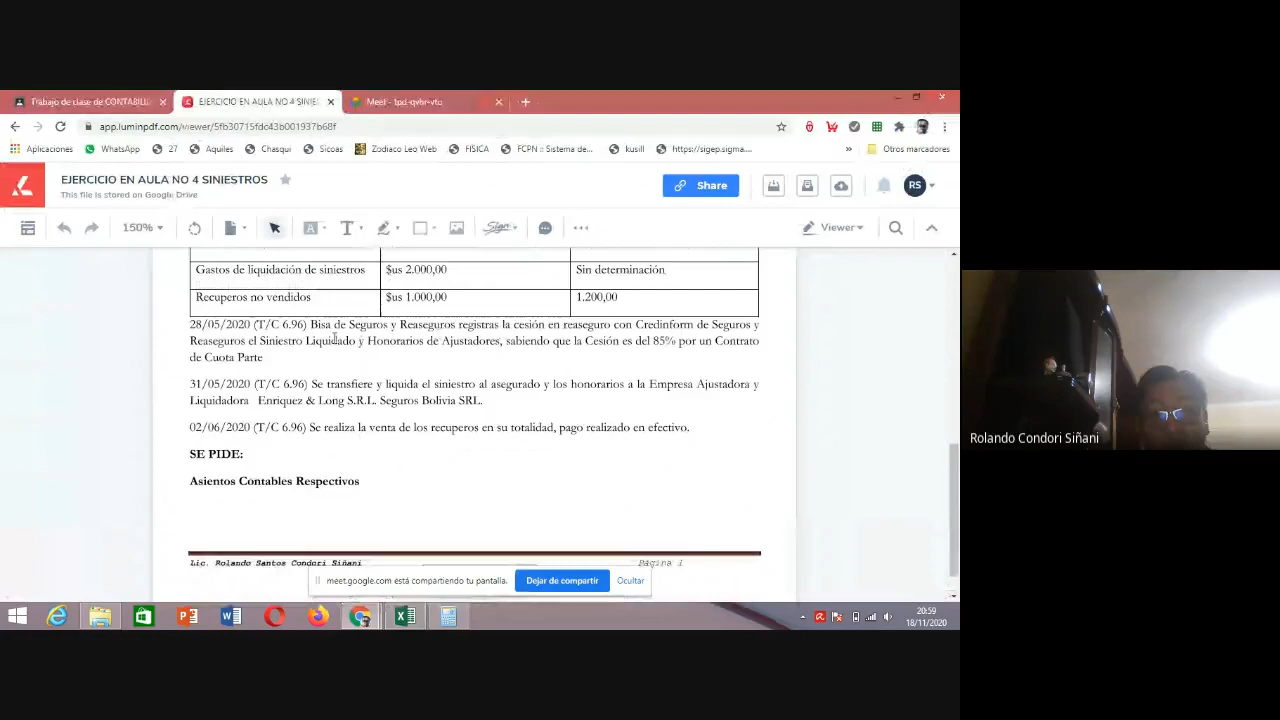 Trabajo de clase de CONTABILI
EJERCICIO EN AULA NO 4 SINIES
Meet -
app.luminpdf.com/viewer/5fb30715fdc43b001937b68f
Aplicaciones
WhatsApp
27
Aquiles
Chasqui
Sicoas
Zodiaco Leo Web
FISICA
FCPN :: Sistema de...
kusill
https://sigep.sigma....
»
Otros marcadores
EJERCICIO EN AULA NO 4 SINIESTROS
This file is stored on Google Drive
Share
RS
150%
Sign
Viewer
Gastos de liquidación de siniestros $us 2.000,00 Sin determinación
Recuperos no vendidos $us 1.000,00 1.200,00
28/05/2020 (T/C 6.96) Bisa de Seguros y Reaseguros registras la cesión en reaseguro con Credinform de Seguros y
Reaseguros el Siniestro Liquidado y Honorarios de Ajustadores, sabiendo que la Cesión es del 85% por un Contrato
de Cuota Parte
31/05/2020 (T/C 6.96) Se transfiere y liquida el siniestro al asegurado y los honorarios a la Empresa Ajustadora y
Liquidadora Enriquez & Long S.R.L. Seguros Bolivia SRL.
02/06/2020 (T/C 6.96) Se realiza la venta de los recuperos en su totalidad, pago realizado en efectivo.
SE PIDE:
Asientos Contables Respectivos
Lic. Rolando Santos Condori Siñani
Página 1
meet.google.com está compartiendo tu pantalla.
Dejar de compartir
Ocultar
20:59
18/11/2020
Rolando Condori Siñani